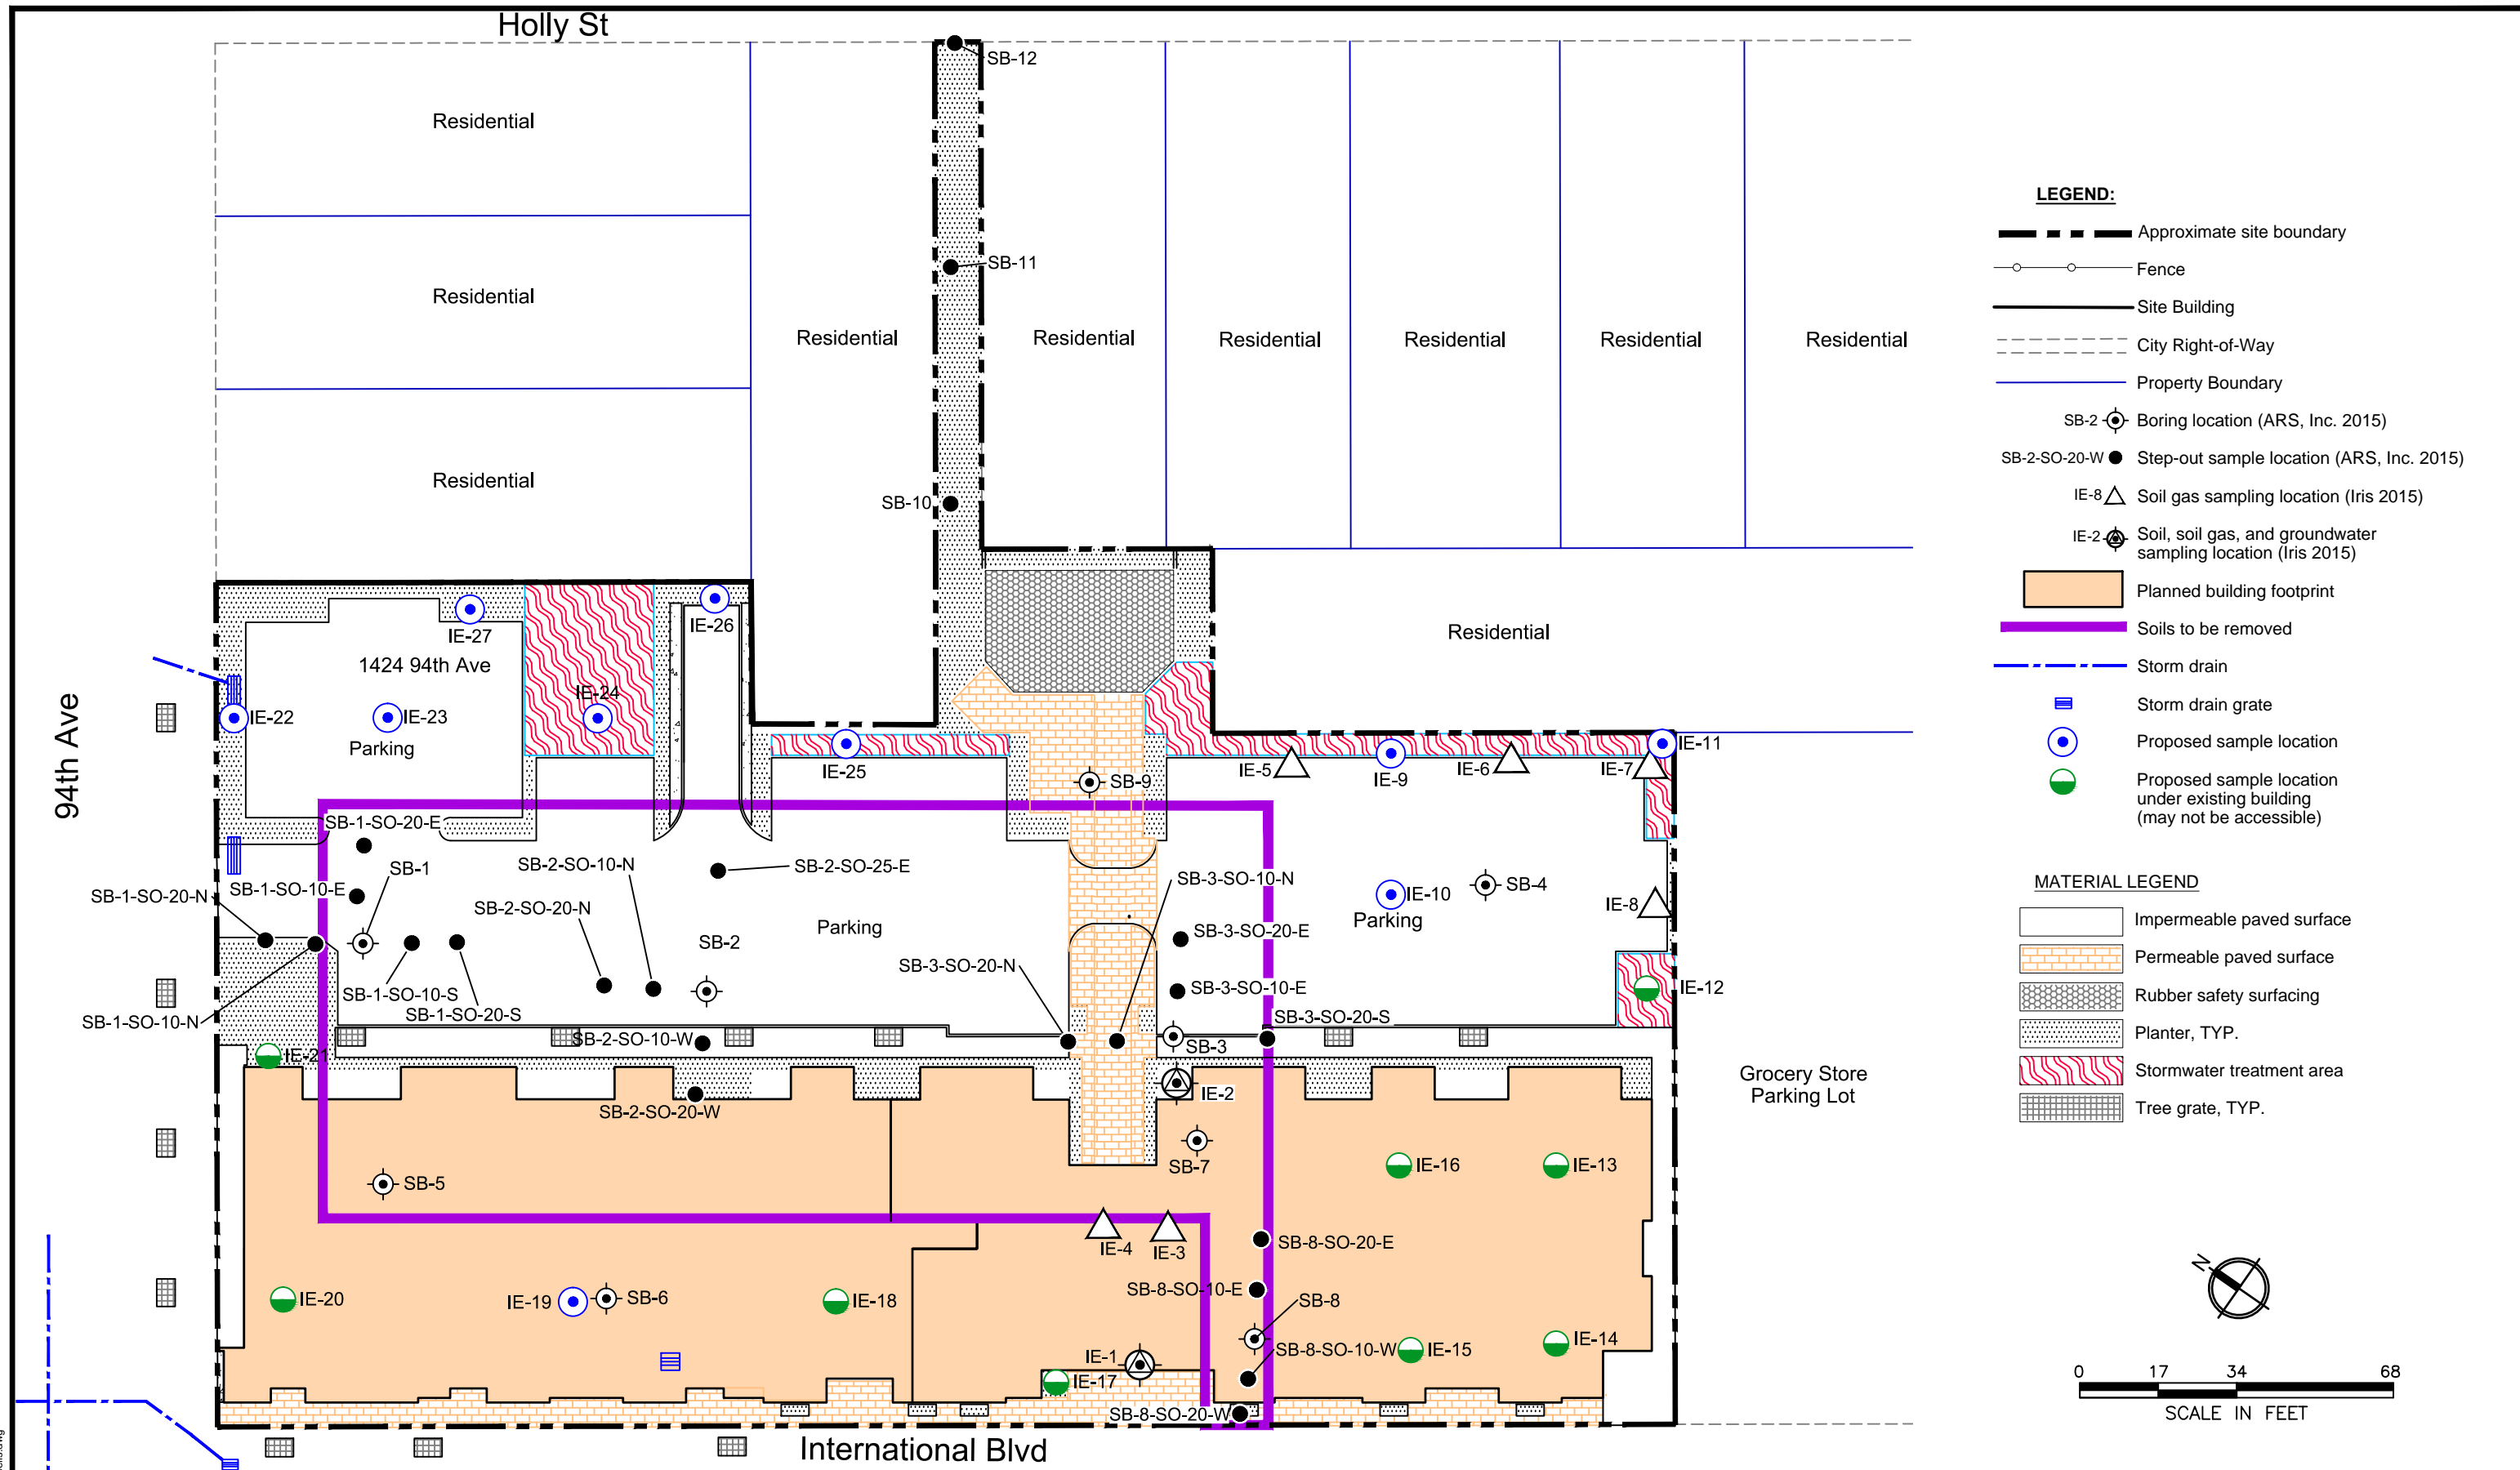 Holly St
SB-12
Residential
SB-11
Residential
Residential
Residential
Residential
Residential
Residential
Residential
Residential
SB-10
IE-27
IE-26
1424 94th Ave
IE-24
Residential
IE-22
IE-23
Parking
94th Ave
IE-25
SB-9
IE-5
IE-9
IE-6
IE-7
IE-11
SB-1-SO-20-E
SB-1
SB-2-SO-10-N
SB-2-SO-25-E
SB-1-SO-20-N
SB-1-SO-10-E
SB-2-SO-20-N
SB-2
Parking
SB-3-SO-10-N
IE-10
SB-4
Parking
IE-8
SB-3-SO-20-E
SB-3-SO-20-N
SB-3-SO-10-E
IE-12
SB-1-SO-10-S
SB-1-SO-20-S
SB-1-SO-10-N
SB-3-SO-20-S
SB-2-SO-10-W
SB-3
IE-21
IE-2
SB-2-SO-20-W
Grocery Store
Parking Lot
SB-7
IE-16
IE-13
SB-5
IE-4
IE-3
SB-8-SO-20-E
SB-8-SO-10-E
IE-20
IE-19
SB-6
IE-18
SB-8
IE-1
SB-8-SO-10-W
IE-15
IE-14
IE-17
SB-8-SO-20-W
International Blvd
LEGEND:
Approximate site boundary
Fence
Site Building
City Right-of-Way
Property Boundary
SB-2 Boring location (ARS, Inc. 2015)
SB-2-SO-20-W Step-out sample location (ARS, Inc. 2015)
IE-8 Soil gas sampling location (Iris 2015)
IE-2 Soil, soil gas, and groundwater
sampling location (Iris 2015)
Planned building footprint
Soils to be removed
Storm drain
Storm drain grate
Proposed sample location
Proposed sample location
under existing building
(may not be accessible)
MATERIAL LEGEND
Impermeable paved surface
Permeable paved surface
Rubber safety surfacing
Planter, TYP.
Stormwater treatment area
Tree grate, TYP.
N
0 17 34 68
SCALE IN FEET